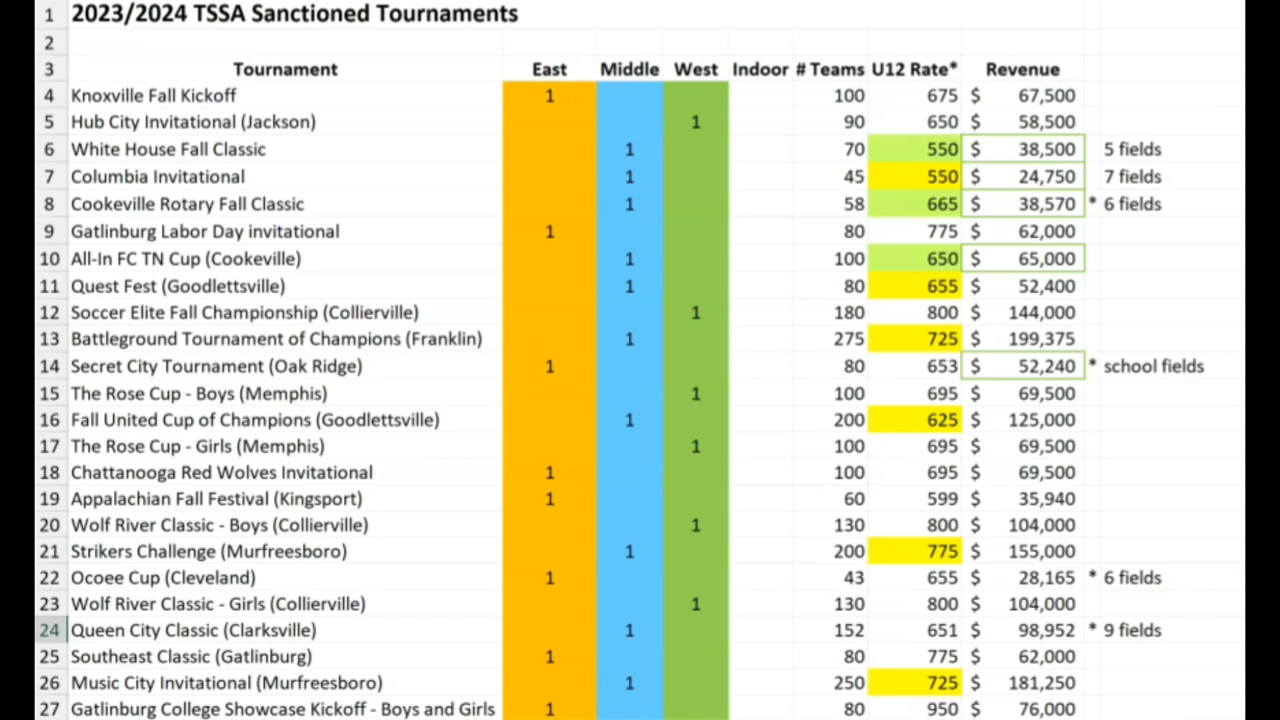 1 2023/2024 TSSA Sanctioned Tournaments
2
3 Tournament East Middle West Indoor # Teams U12 Rate* Revenue
4 Knoxville Fall Kickoff 1 100 675 $ 67,500
5 Hub City Invitational (Jackson) 1 90 650 $ 58,500
6 White House Fall Classic 1 70 550 $ 38,500 5 fields
7 Columbia Invitational 1 45 550 $ 24,750 7 fields
8 Cookeville Rotary Fall Classic 1 58 665 $ 38,570 * 6 fields
9 Gatlinburg Labor Day invitational 1 80 775 $ 62,000
10 All-In FC TN Cup (Cookeville) 1 100 650 $ 65,000
11 Quest Fest (Goodlettsville) 1 80 655 $ 52,400
12 Soccer Elite Fall Championship (Collierville) 1 180 800 $ 144,000
13 Battleground Tournament of Champions (Franklin) 1 275 725 $ 199,375
14 Secret City Tournament (Oak Ridge) 1 80 653 $ 52,240 * school fields
15 The Rose Cup - Boys (Memphis) 1 100 695 $ 69,500
16 Fall United Cup of Champions (Goodlettsville) 1 200 625 $ 125,000
17 The Rose Cup - Girls (Memphis) 1 100 695 $ 69,500
18 Chattanooga Red Wolves Invitational 1 100 695 $ 69,500
19 Appalachian Fall Festival (Kingsport) 1 60 599 $ 35,940
20 Wolf River Classic - Boys (Collierville) 1 130 800 $ 104,000
21 Strikers Challenge (Murfreesboro) 1 200 775 $ 155,000
22 Ocoee Cup (Cleveland) 1 43 655 $ 28,165 * 6 fields
23 Wolf River Classic - Girls (Collierville) 1 130 800 $ 104,000
24 Queen City Classic (Clarksville) 1 152 651 $ 98,952 * 9 fields
25 Southeast Classic (Gatlinburg) 1 80 775 $ 62,000
26 Music City Invitational (Murfreesboro) 1 250 725 $ 181,250
27 Gatlinburg College Showcase Kickoff - Boys and Girls 1 80 950 $ 76,000